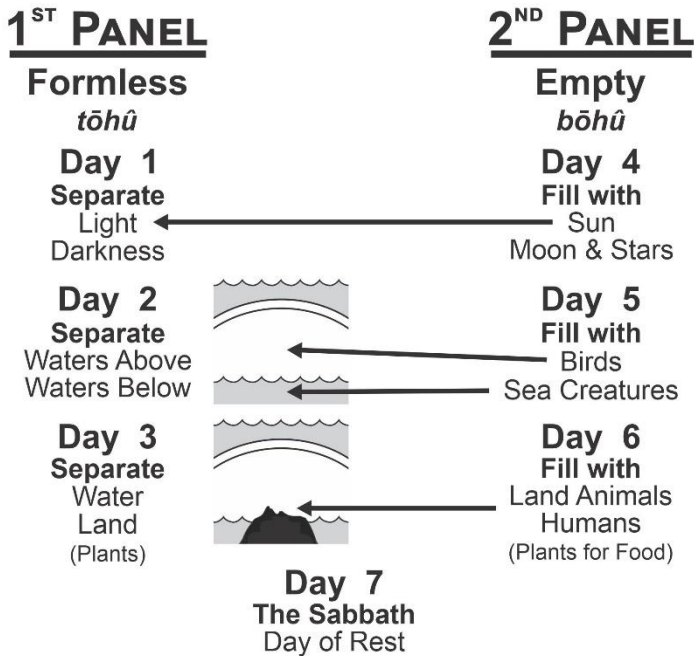 1ST PANEL
Formless
tōhû
Day 1
Separate
Light
Darkness
Day 2
Separate
Waters Above
Waters Below
Day 3
Separate
Water
Land
(Plants)
2ND PANEL
Empty
bōhû
Day 4
Fill with
Sun
Moon & Stars
Day 5
Fill with
Birds
Sea Creatures
Day 6
Fill with
Land Animals
Humans
(Plants for Food)
Day 7
The Sabbath
Day of Rest